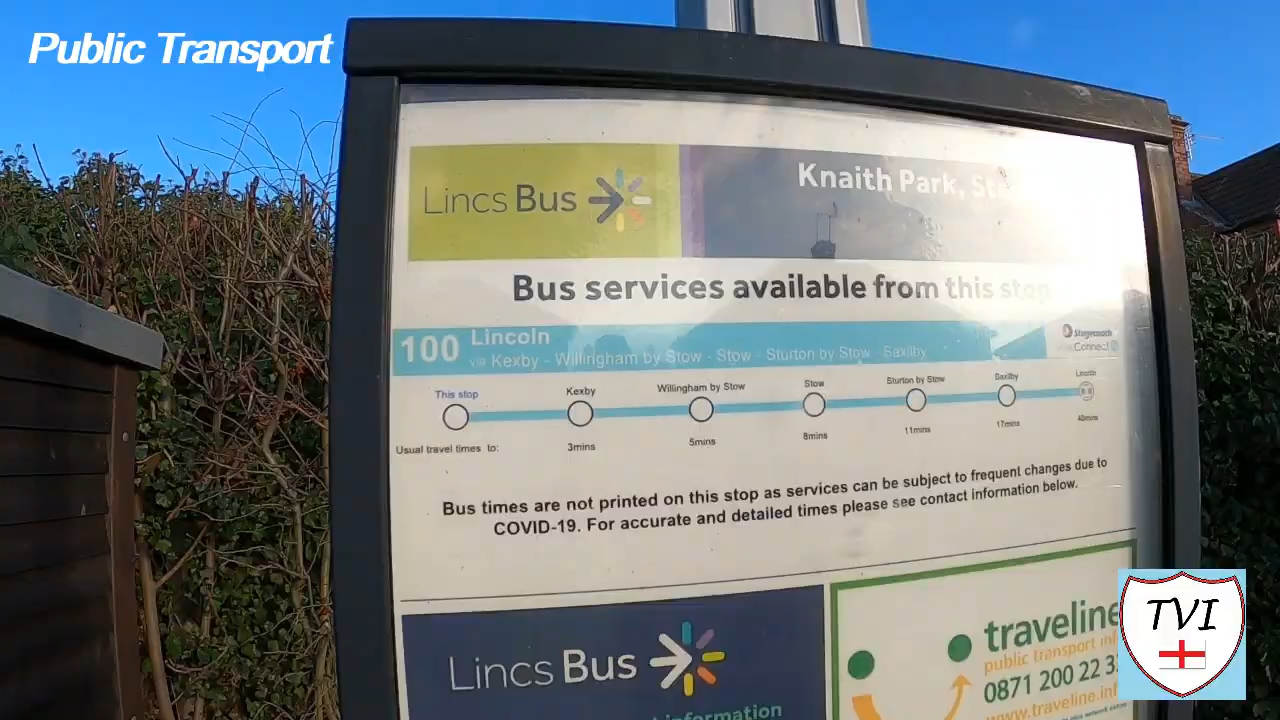 Public Transport
Lincs Bus
Knaith Park,
Bus services available from this stop
100 Lincoln
via Kexby - Willingham by Stow - Stow - Sturton by Stow - Saxilby
Stagecoach
Connect
This stop Kexby Willingham by Stow Stow Sturton by Stow Saxilby Lincoln
Usual travel times to: 3mins 5mins 8mins 11mins 17mins
Bus times are not printed on this stop as services can be subject to frequent changes due to
COVID-19. For accurate and detailed times please see contact information below.
Lincs Bus
information
traveline
public transport
0871 200 22
www.traveline.inf
TVI